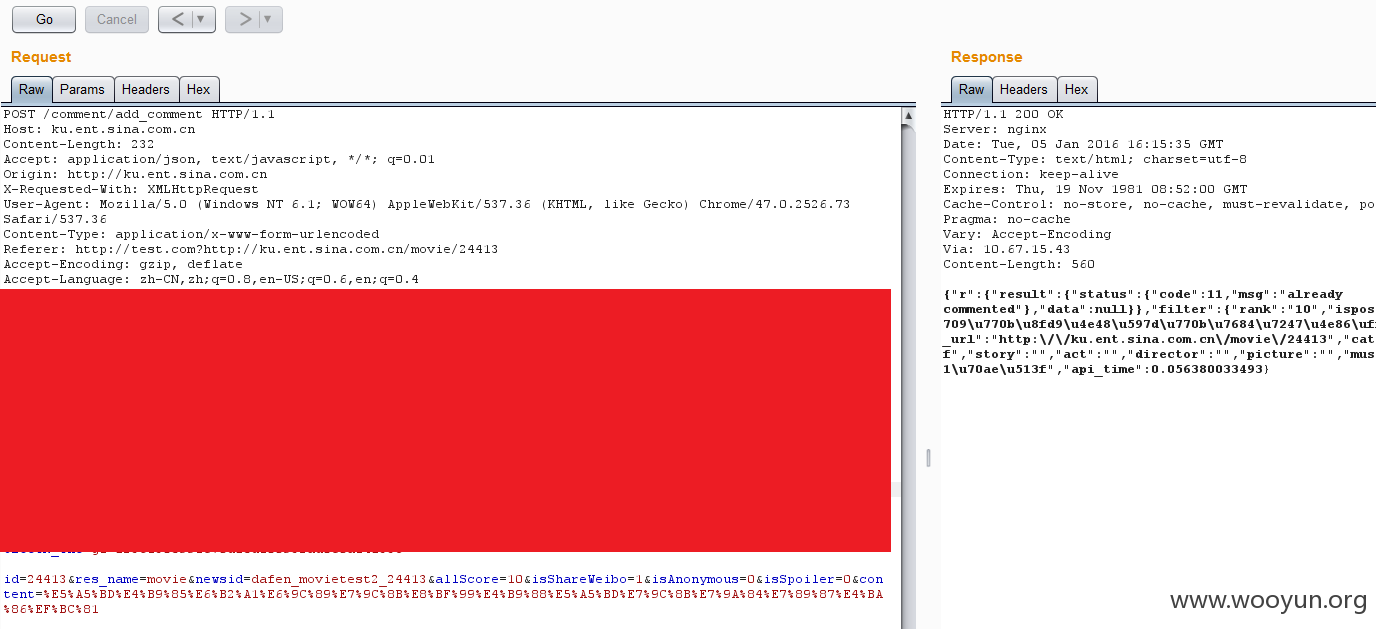 Go
Cancel
<
>
Request
Response
Raw
Params
Headers
Hex
Raw
Headers
Hex
POST /comment/add_comment HTTP/1.1
Host: ku.ent.sina.com.cn
Content-Length: 232
Accept: application/json, text/javascript, */*; q=0.01
Origin: http://ku.ent.sina.com.cn
X-Requested-With: XMLHttpRequest
User-Agent: Mozilla/5.0 (Windows NT 6.1; WOW64) AppleWebKit/537.36 (KHTML, like Gecko) Chrome/47.0.2526.73
Safari/537.36
Content-Type: application/x-www-form-urlencoded
Referer: http://test.com?http://ku.ent.sina.com.cn/movie/24413
Accept-Encoding: gzip, deflate
Accept-Language: zh-CN,zh;q=0.8,en-US;q=0.6,en;q=0.4
id=24413&res_name=movie&newsid=dafen_movietest2_24413&allScore=10&isShareWeibo=1&isAnonymous=0&isSpoiler=0&con
tent=%E5%A5%BD%E4%B9%85%E6%B2%A1%E6%9C%89%E7%9C%8B%E8%BF%99%E4%B9%88%E5%A5%BD%E7%9C%8B%E7%9A%84%E7%89%87%E4%BA
%86%EF%BC%81
HTTP/1.1 200 OK
Server: nginx
Date: Tue, 05 Jan 2016 16:15:35 GMT
Content-Type: text/html; charset=utf-8
Connection: keep-alive
Expires: Thu, 19 Nov 1981 08:52:00 GMT
Cache-Control: no-store, no-cache, must-revalidate, po
Pragma: no-cache
Vary: Accept-Encoding
Via: 10.67.15.43
Content-Length: 560
{"r":{"result":{"status":{"code":11,"msg":"already
commented"},"data":null}},"filter":{"rank":"10","ispos
709\u770b\u8fd9\u4e48\u597d\u770b\u7684\u7247\u4e86\uf
_url":"http:\/\/ku.ent.sina.com.cn\/movie\/24413","cat
f","story":"","act":"","director":"","picture":"","mus
1\u70ae\u513f","api_time":0.056380033493}
www.wooyun.org